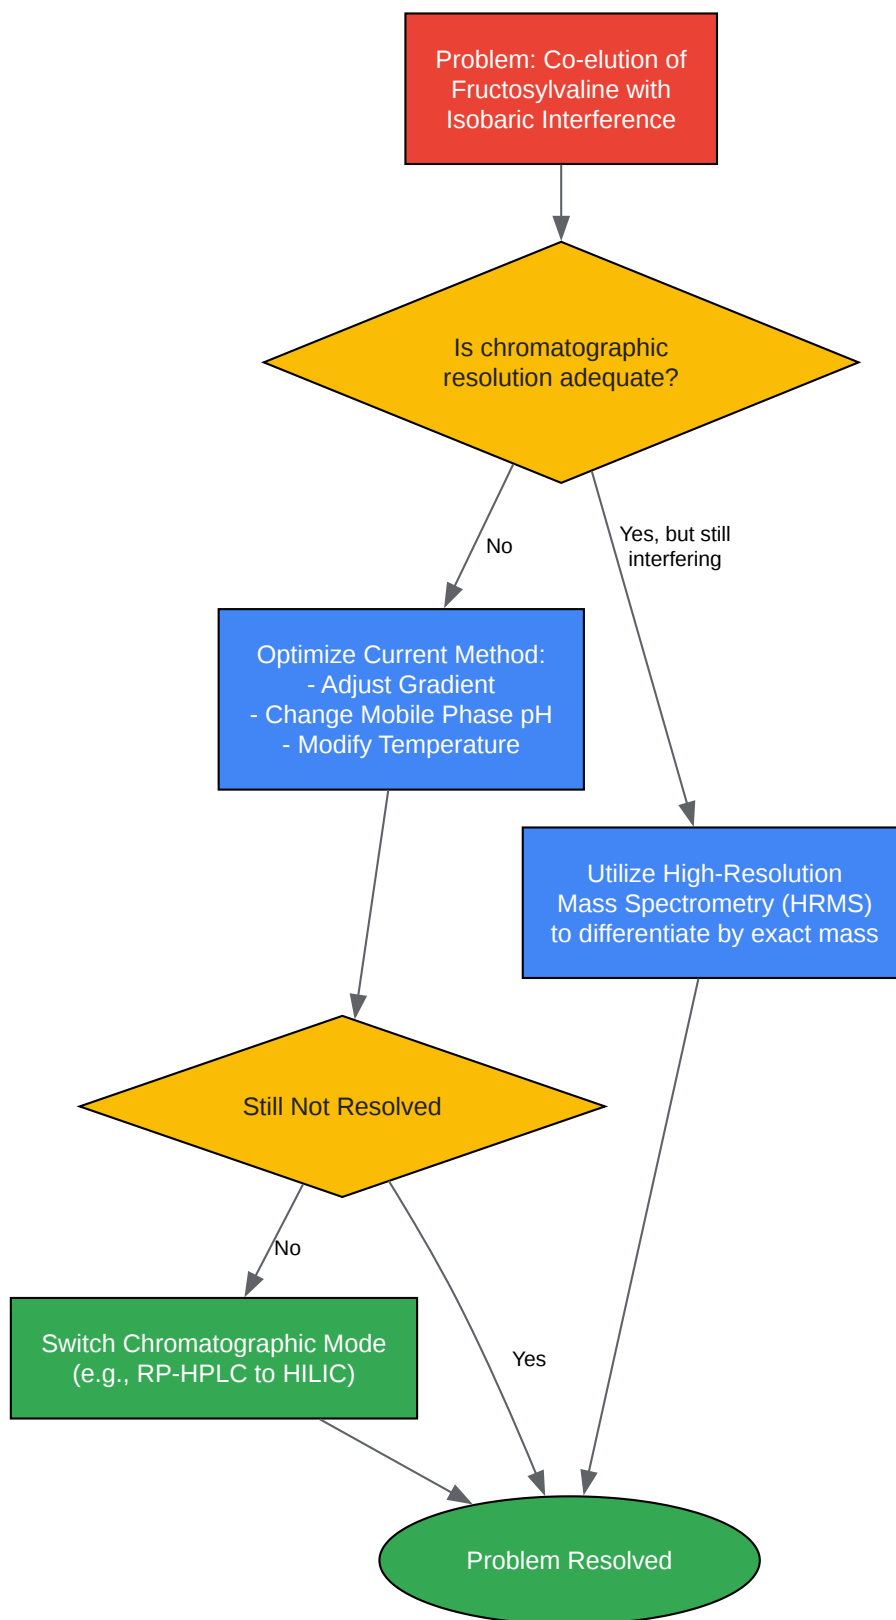 Problem: Co-elution of
Fructosylvaline with
Isobaric Interference
Is chromatographic
resolution adequate?
No
Yes, but still
interfering
Optimize Current Method:
- Adjust Gradient
- Change Mobile Phase pH
- Modify Temperature
Utilize High-Resolution
Mass Spectrometry (HRMS)
to differentiate by exact mass
Still Not Resolved
No
Yes
Switch Chromatographic Mode
(e.g., RP-HPLC to HILIC)
Problem Resolved